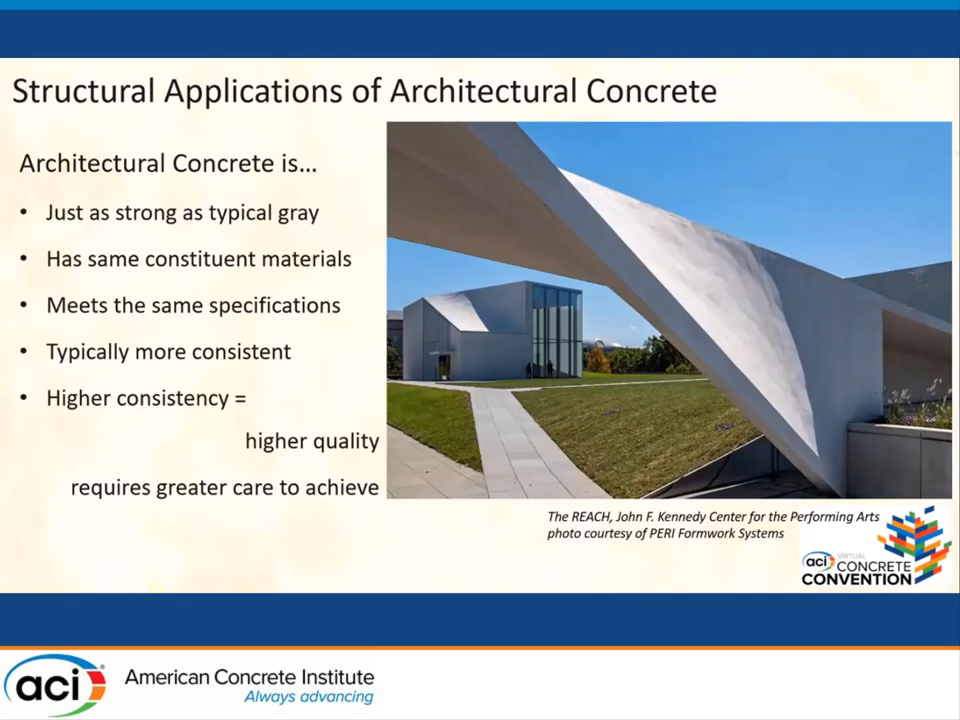 Structural Applications of Architectural Concrete
Architectural Concrete is...
• Just as strong as typical gray
• Has same constituent materials
• Meets the same specifications
• Typically more consistent
• Higher consistency =
higher quality
requires greater care to achieve
The REACH, John F. Kennedy Center for the Performing Arts
photo courtesy of PERI Formwork Systems
aci VIRTUAL
CONCRETE
CONVENTION
aci American Concrete Institute
Always advancing